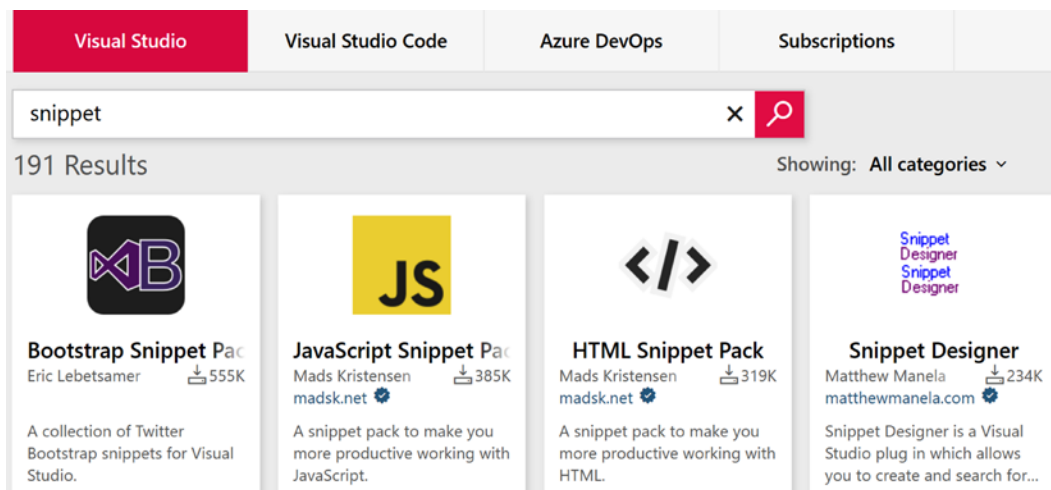 Visual Studio
Visual Studio Code
Azure DevOps
Subscriptions
snippet
191 Results
Showing: All categories
B
Bootstrap Snippet Pac
Eric Lebetsamer 555K
A collection of Twitter
Bootstrap snippets for Visual
Studio.
JS
JavaScript Snippet Pac
Mads Kristensen 385K
madsk.net
A snippet pack to make you
more productive working with
JavaScript.
</>
HTML Snippet Pack
Mads Kristensen 319K
madsk.net
A snippet pack to make you
more productive working with
HTML.
Snippet
Designer
Snippet
Designer
Snippet Designer
Matthew Manela 234K
matthewmanela.com
Snippet Designer is a Visual
Studio plug in which allows
you to create and search for...